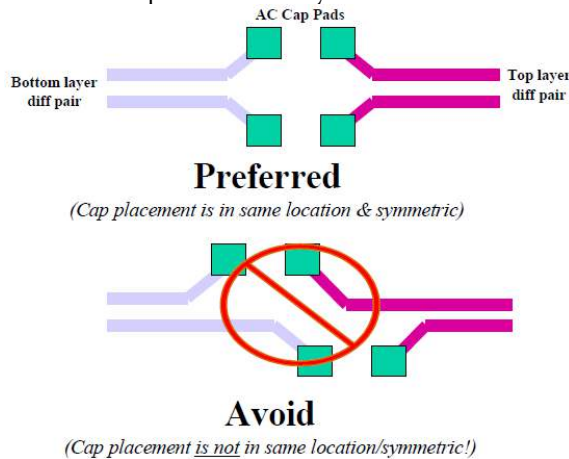 AC Cap Pads
Bottom layer
diff pair
Top layer
diff pair
Preferred
(Cap placement is in same location & symmetric)
Avoid
(Cap placement is not in same location/symmetric!)